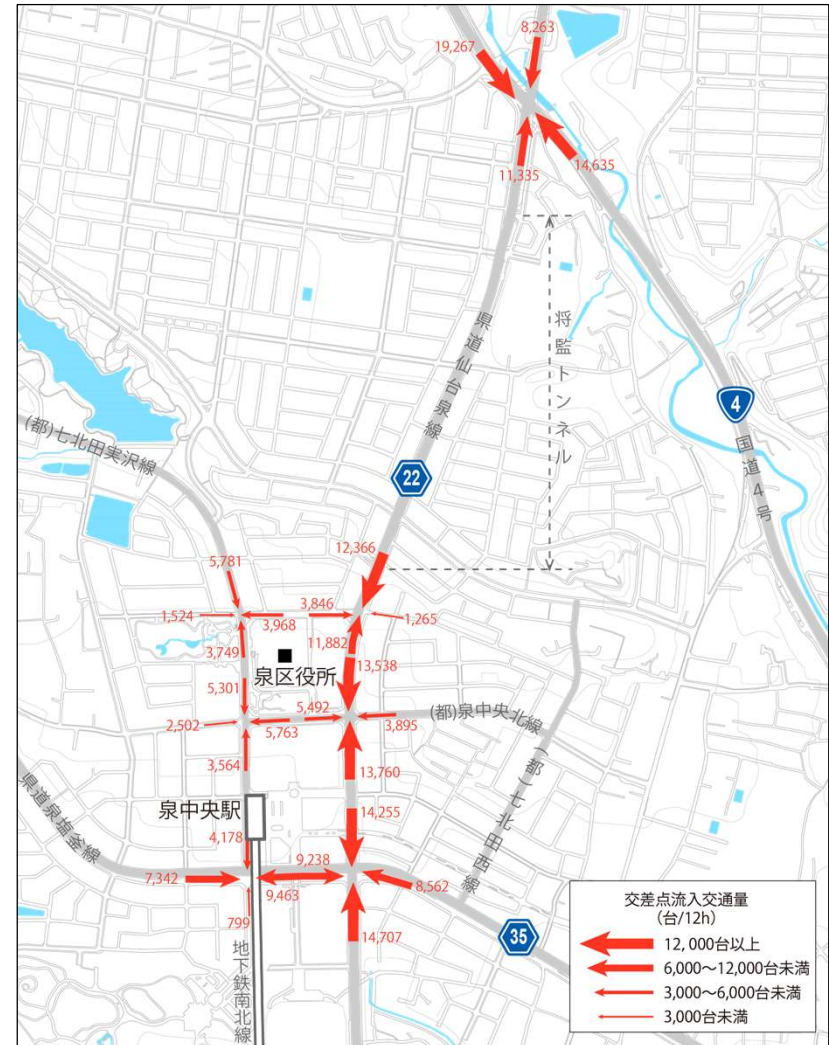 19,267
8,263
11,335
14,635
将監トンネル
県道仙台泉線
4
国道4号
22
(都)七北田実沢線
12,366
5,781
3,846
1,524
3,968
1,265
11,882
3,749
13,538
泉区役所
5,301
5,492
(都)泉中央北線
2,502
5,763
3,895
(都)七北田西線
3,564
13,760
県道泉塩釜線
泉中央駅
14,255
4,178
9,238
7,342
9,463
8,562
799
14,707
35
地下鉄南北線
交差点流入交通量
(台/12h)
12,000台以上
6,000〜12,000台未満
3,000〜6,000台未満
3,000台未満